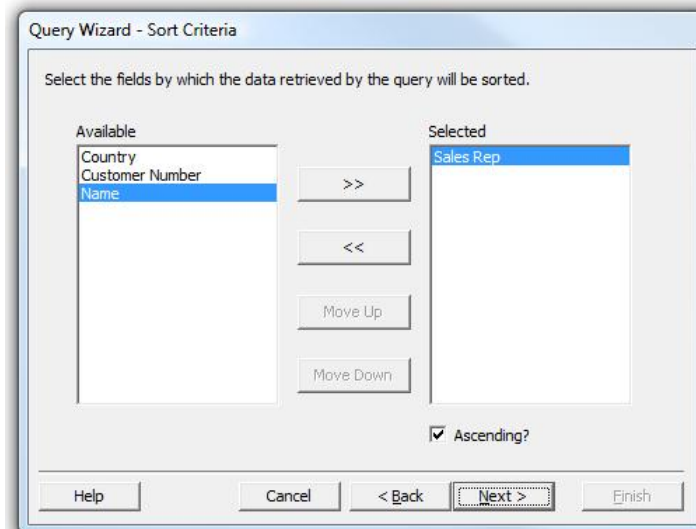 Query Wizard - Sort Criteria
Select the fields by which the data retrieved by the query will be sorted.
Available
Selected
Country
Customer Number
Name
Sales Rep
>>
<<
Move Up
Move Down
Ascending?
Help
Cancel
< Back
Next >
Finish